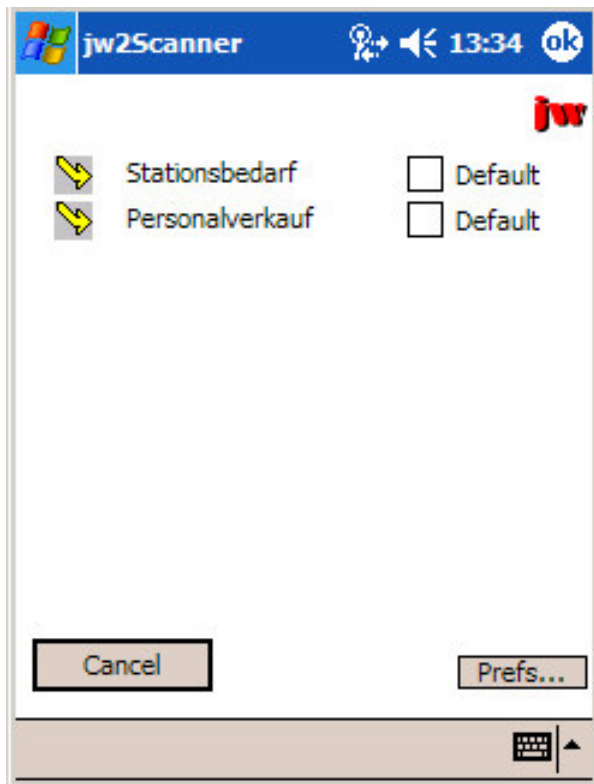 jw2Scanner 13:34 ok
jw
Stationsbedarf Default
Personalverkauf Default
Cancel Prefs...